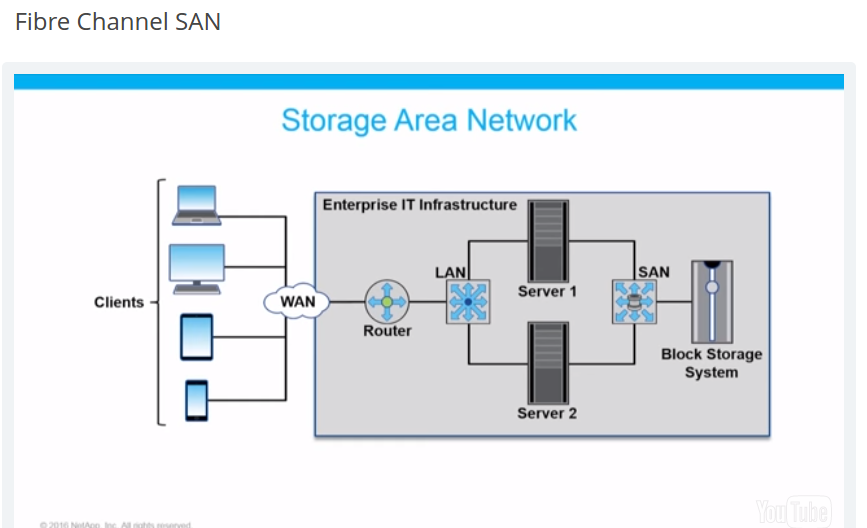 Fibre Channel SAN
Storage Area Network
Enterprise IT Infrastructure
LAN
SAN
Server 1
Clients
WAN
Router
Block Storage
System
Server 2
© 2016 NetApp, Inc. All rights reserved.
YouTube